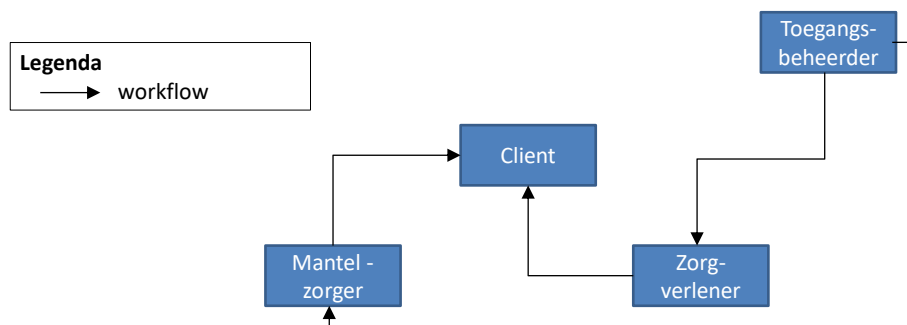 Toegangs-
beheerder
Legenda
workflow
Client
Mantel -
zorger
Zorg-
verlener